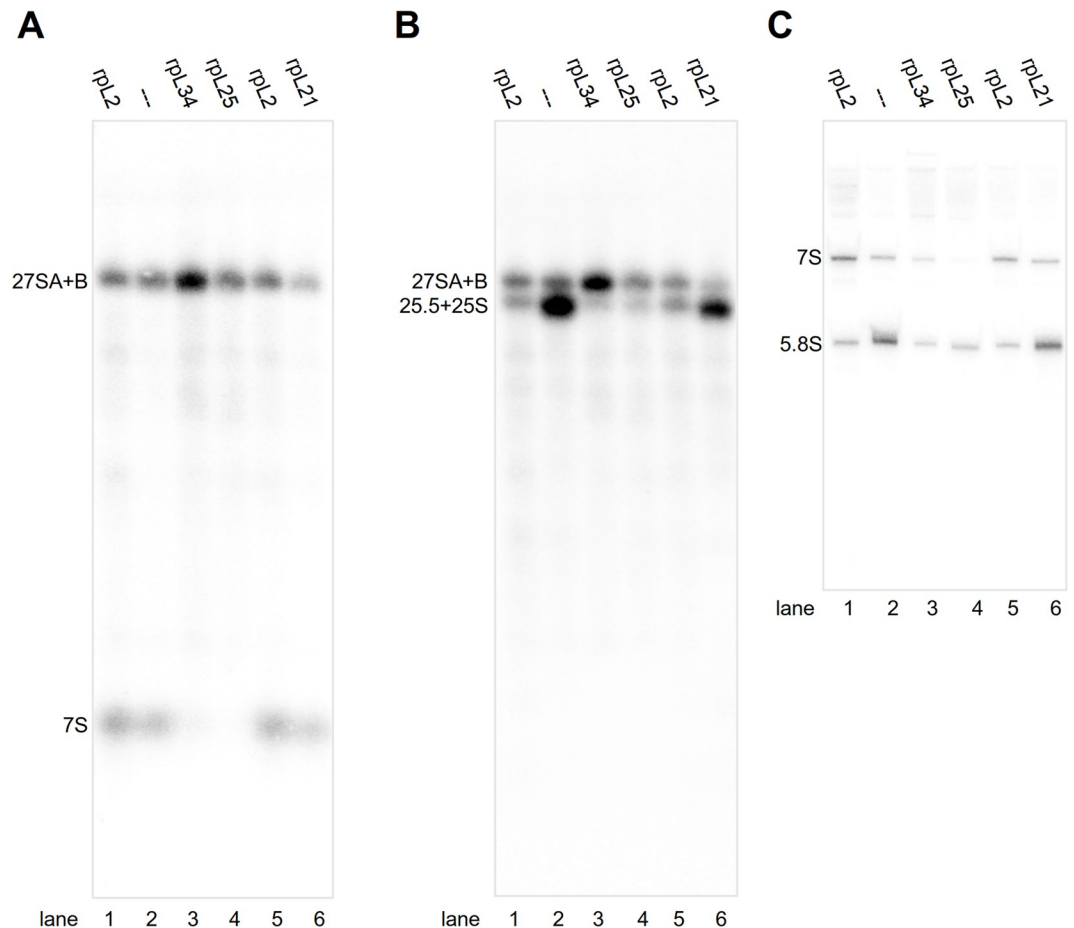 A
rpL2 --- rpL34 rpL25 rpL2 rpL21
27SA+B
7S
lane 1 2 3 4 5 6
B
rpL2 --- rpL34 rpL25 rpL2 rpL21
27SA+B
25.5+25S
lane 1 2 3 4 5 6
C
rpL2 --- rpL34 rpL25 rpL2 rpL21
7S
5.8S
lane 1 2 3 4 5 6